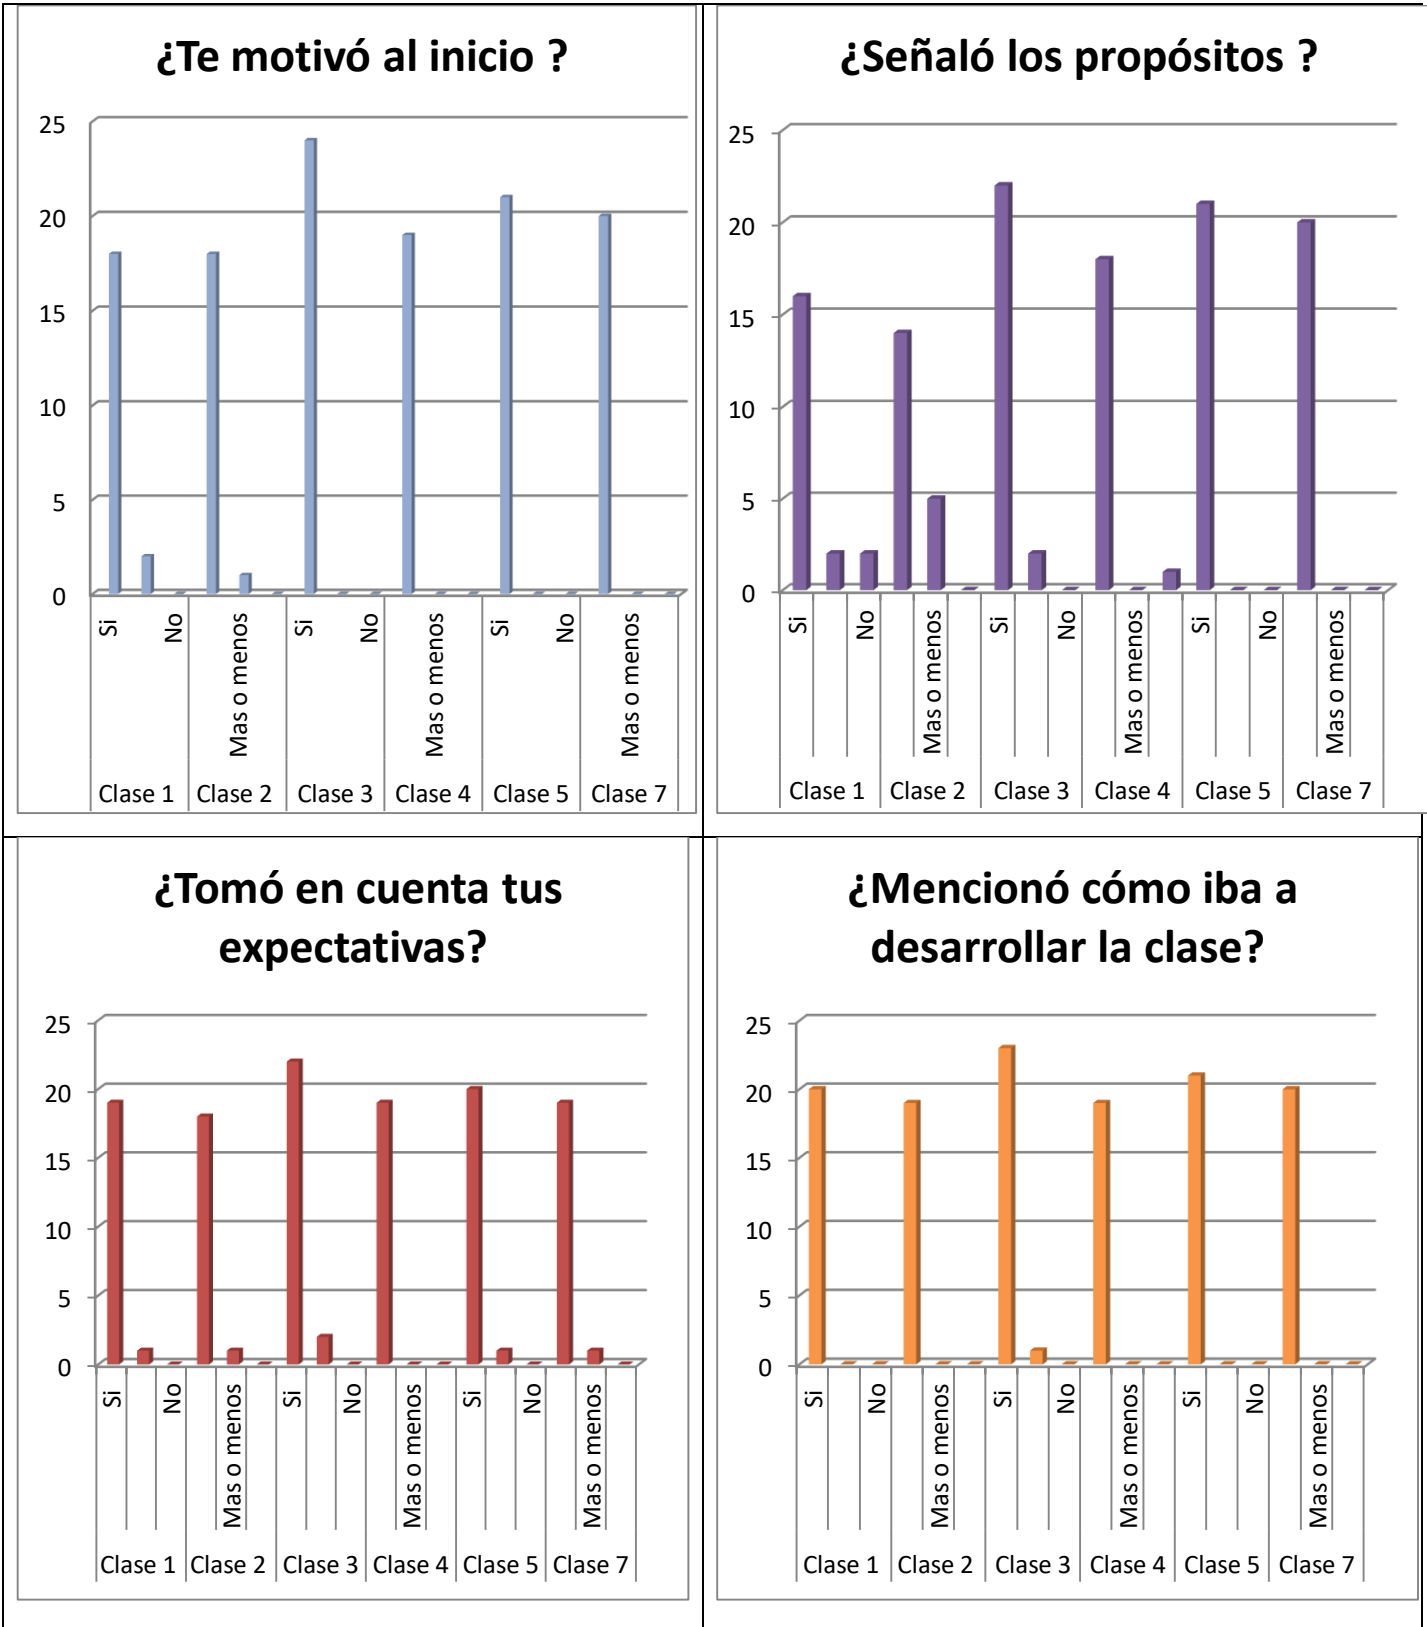 ¿Te motivó al inicio ?
25
20
15
10
5
0
Si
No
Mas o menos
Si
No
Mas o menos
Si
No
Mas o menos
Clase 1 Clase 2 Clase 3 Clase 4 Clase 5 Clase 7
¿Señaló los propósitos ?
25
20
15
10
5
0
Si
No
Mas o menos
Si
No
Mas o menos
Si
No
Mas o menos
Clase 1 Clase 2 Clase 3 Clase 4 Clase 5 Clase 7
¿Tomó en cuenta tus
expectativas?
25
20
15
10
5
0
Si
No
Mas o menos
Si
No
Mas o menos
Si
No
Mas o menos
Clase 1 Clase 2 Clase 3 Clase 4 Clase 5 Clase 7
¿Mencionó cómo iba a
desarrollar la clase?
25
20
15
10
5
0
Si
No
Mas o menos
Si
No
Mas o menos
Si
No
Mas o menos
Clase 1 Clase 2 Clase 3 Clase 4 Clase 5 Clase 7